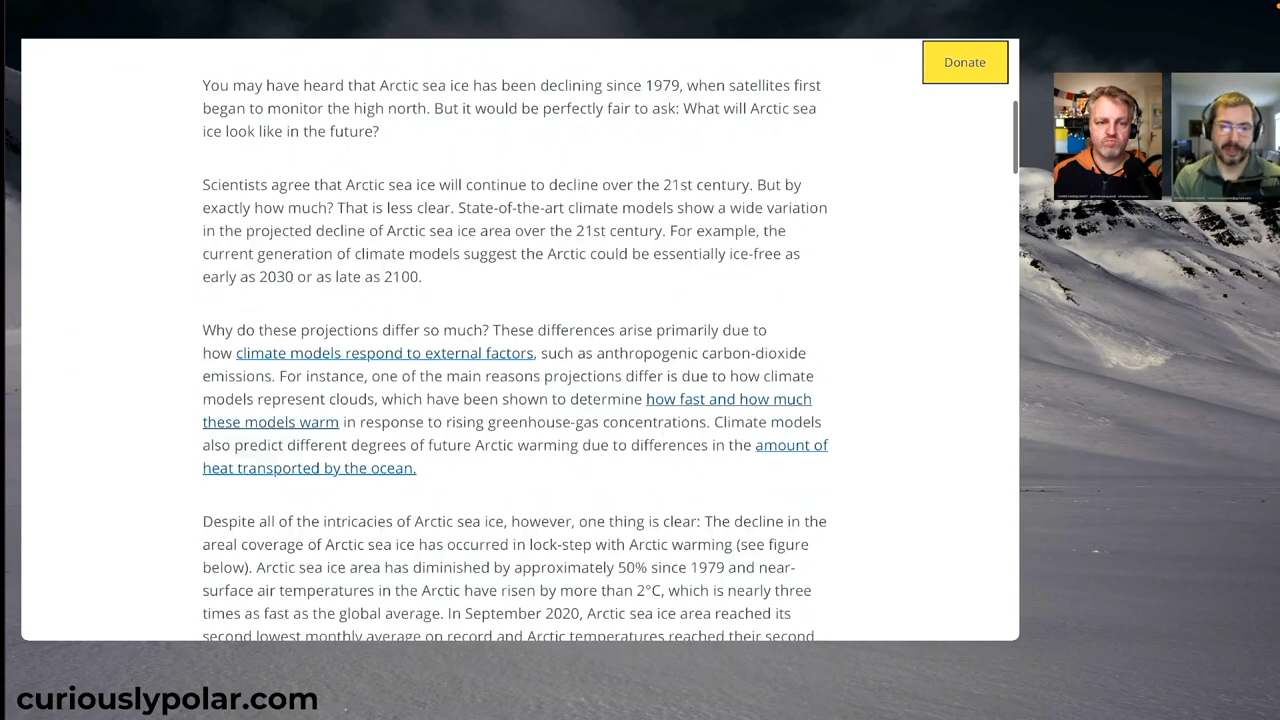 Donate
You may have heard that Arctic sea ice has been declining since 1979, when satellites first
began to monitor the high north. But it would be perfectly fair to ask: What will Arctic sea
ice look like in the future?
Scientists agree that Arctic sea ice will continue to decline over the 21st century. But by
exactly how much? That is less clear. State-of-the-art climate models show a wide variation
in the projected decline of Arctic sea ice area over the 21st century. For example, the
current generation of climate models suggest the Arctic could be essentially ice-free as
early as 2030 or as late as 2100.
Why do these projections differ so much? These differences arise primarily due to
how climate models respond to external factors, such as anthropogenic carbon-dioxide
emissions. For instance, one of the main reasons projections differ is due to how climate
models represent clouds, which have been shown to determine how fast and how much
these models warm in response to rising greenhouse-gas concentrations. Climate models
also predict different degrees of future Arctic warming due to differences in the amount of
heat transported by the ocean.
Despite all of the intricacies of Arctic sea ice, however, one thing is clear: The decline in the
areal coverage of Arctic sea ice has occurred in lock-step with Arctic warming (see figure
below). Arctic sea ice area has diminished by approximately 50% since 1979 and near-
surface air temperatures in the Arctic have risen by more than 2°C, which is nearly three
times as fast as the global average. In September 2020, Arctic sea ice area reached its
second lowest monthly average on record and Arctic temperatures reached their second
curiouslypolar.com